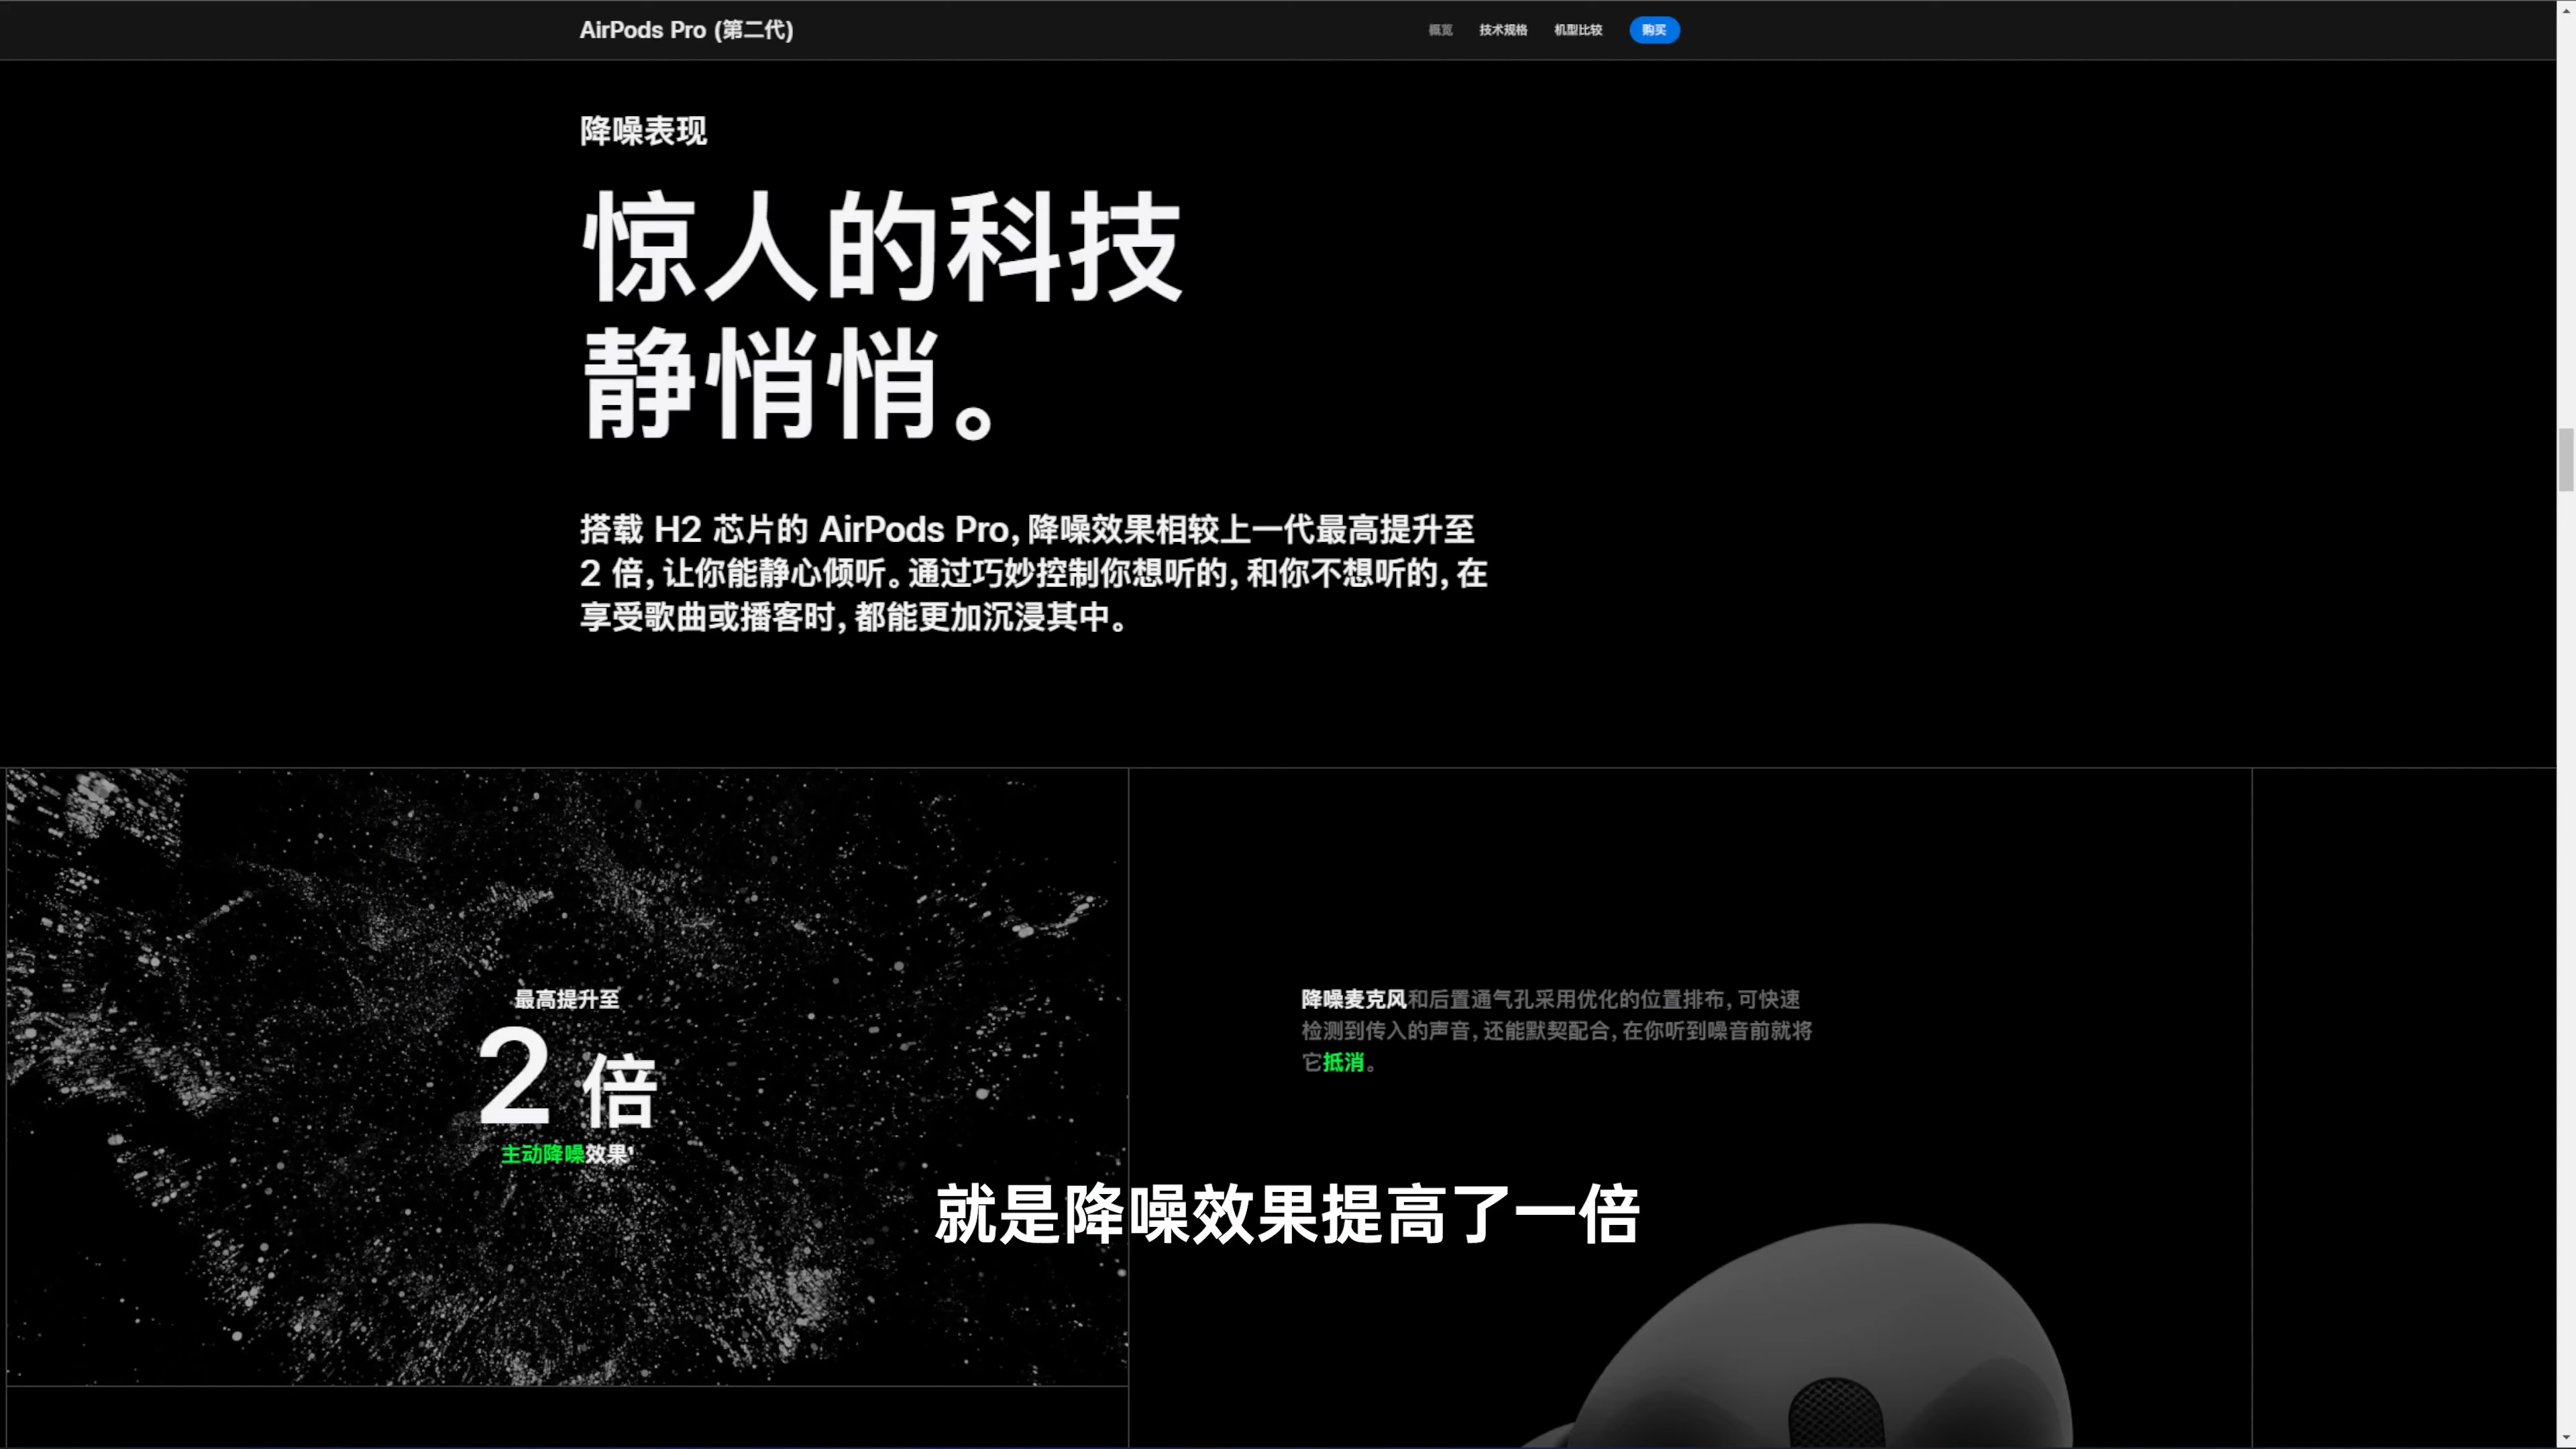 AirPods Pro (第二代)
概览 技术规格 机型比较 购买
降噪表现
惊人的科技
静悄悄。
搭载 H2 芯片的 AirPods Pro，降噪效果相较上一代最高提升至
2 倍，让你能静心倾听。通过巧妙控制你想听的，和你不想听的，在
享受歌曲或播客时，都能更加沉浸其中。
最高提升至
2 倍
主动降噪效果¹
降噪麦克风和后置通气孔采用优化的位置排布，可快速
检测到传入的声音，还能默契配合，在你听到噪音前就将
它抵消。
就是降噪效果提高了一倍